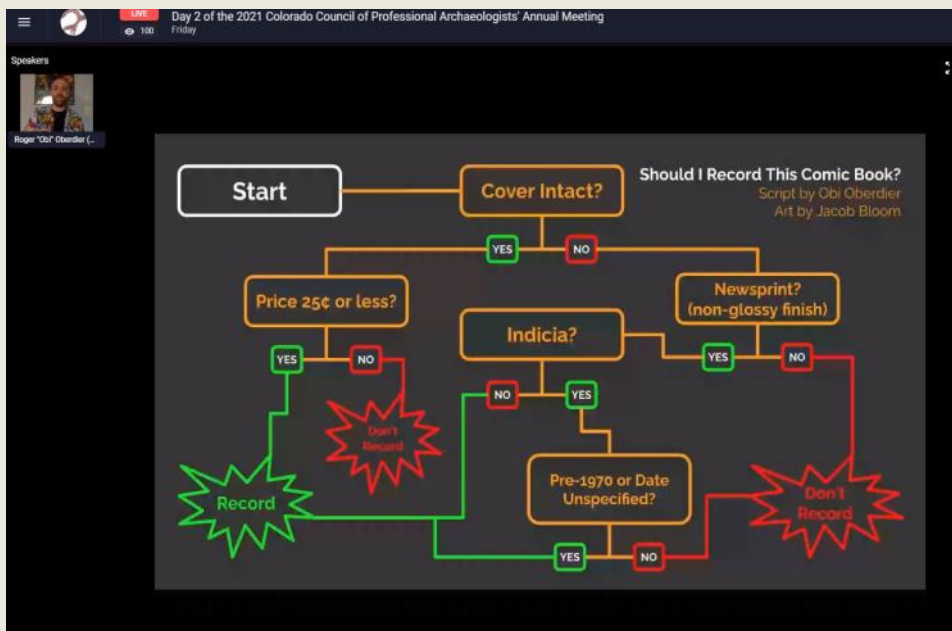 LIVE
Day 2 of the 2021 Colorado Council of Professional Archaeologists' Annual Meeting
100
Friday
Speakers
Roger "Obi" Oberdier (...
Should I Record This Comic Book?
Script by Obi Oberdier
Art by Jacob Bloom
Start
Cover Intact?
YES
NO
Price 25¢ or less?
Newsprint?
(non-glossy finish)
Indicia?
YES
NO
YES
NO
NO
YES
Don't
Record
Record
Pre-1970 or Date
Unspecified?
Don't
Record
YES
NO